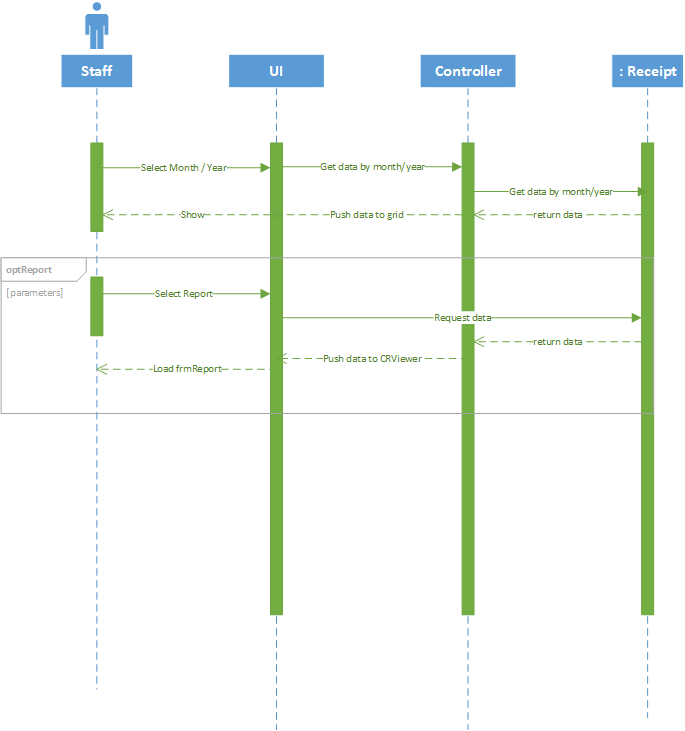 Staff
UI
Controller
: Receipt
Select Month / Year
Get data by month/year
Get data by month/year
Show
Push data to grid
return data
optReport
[parameters]
Select Report
Request data
return data
Push data to CRViewer
Load frmReport